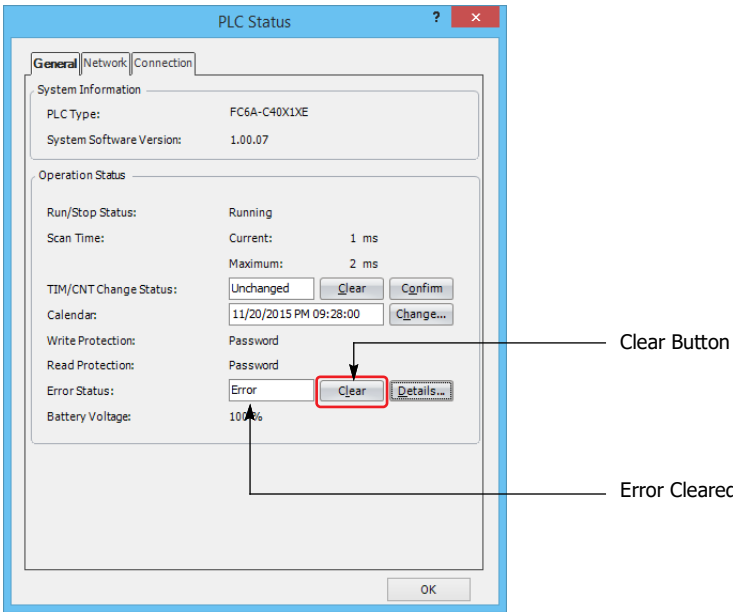 PLC Status ? ×
General Network Connection
System Information
PLC Type: FC6A-C40X1XE
System Software Version: 1.00.07
Operation Status
Run/Stop Status: Running
Scan Time: Current: 1 ms
Maximum: 2 ms
TIM/CNT Change Status: Unchanged Clear Confirm
Calendar: 11/20/2015 PM 09:28:00 Change...
Write Protection: Password
Clear Button
Read Protection: Password
Error Status: Error Clear Details...
Battery Voltage: 100 %
Error Cleared
OK